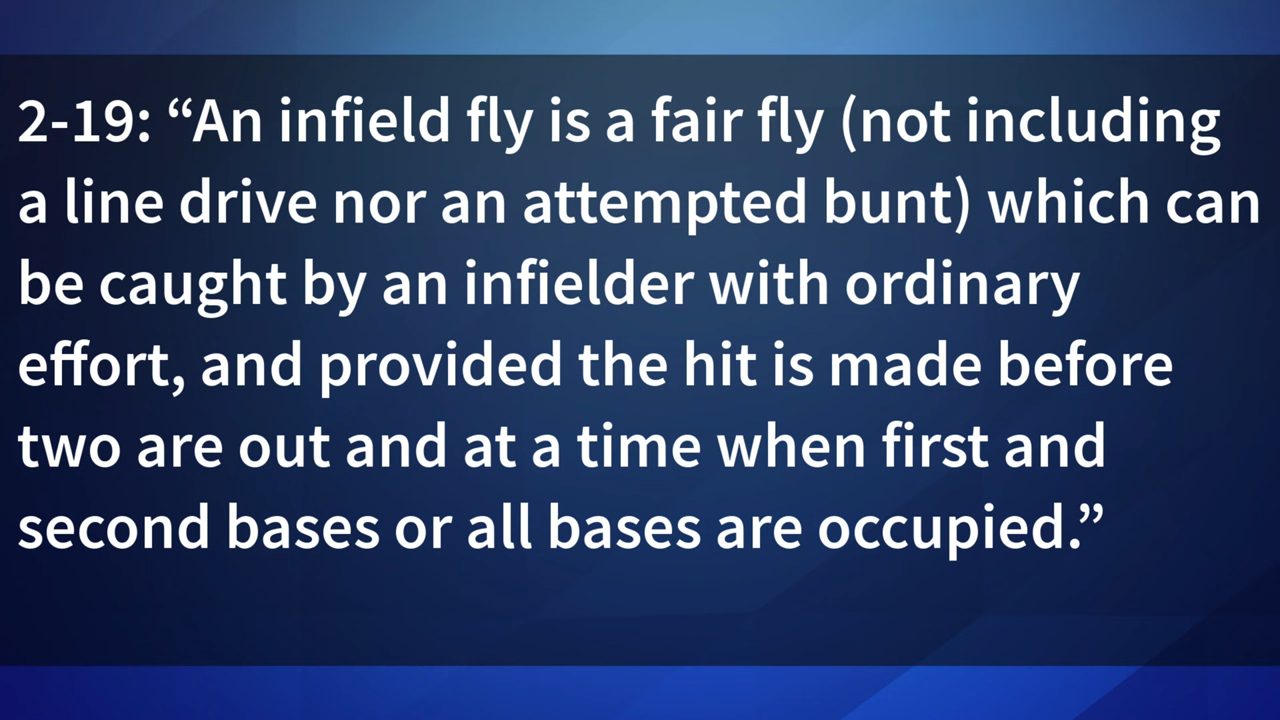 2-19: “An infield fly is a fair fly (not including
a line drive nor an attempted bunt) which can
be caught by an infielder with ordinary
effort, and provided the hit is made before
two are out and at a time when first and
second bases or all bases are occupied.”